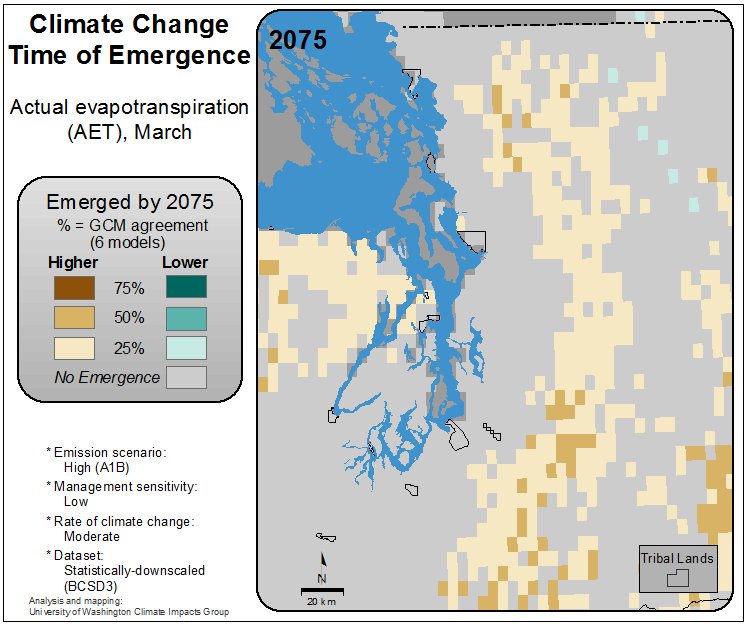 Climate Change
Time of Emergence
Actual evapotranspiration
(AET), March
Emerged by 2075
% = GCM agreement
(6 models)
Higher Lower
75%
50%
25%
No Emergence
* Emission scenario:
High (A1B)
* Management sensitivity:
Low
* Rate of climate change:
Moderate
* Dataset:
Statistically-downscaled
(BCSD3)
Analysis and mapping:
University of Washington Climate Impacts Group
2075
N
20 km
Tribal Lands